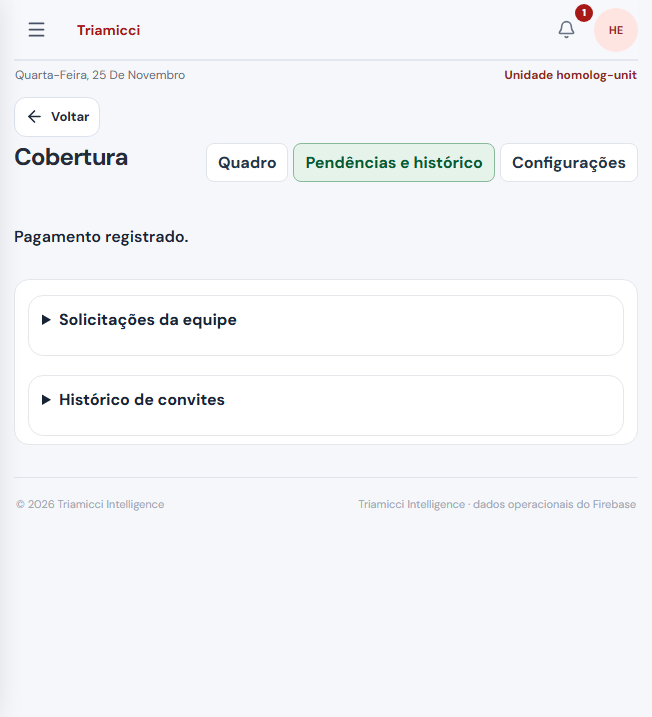 Triamicci
1
HE
Quarta-Feira, 25 De Novembro
Unidade homolog-unit
Voltar
Cobertura
Quadro
Pendências e histórico
Configurações
Pagamento registrado.
Solicitações da equipe
Histórico de convites
© 2026 Triamicci Intelligence
Triamicci Intelligence · dados operacionais do Firebase